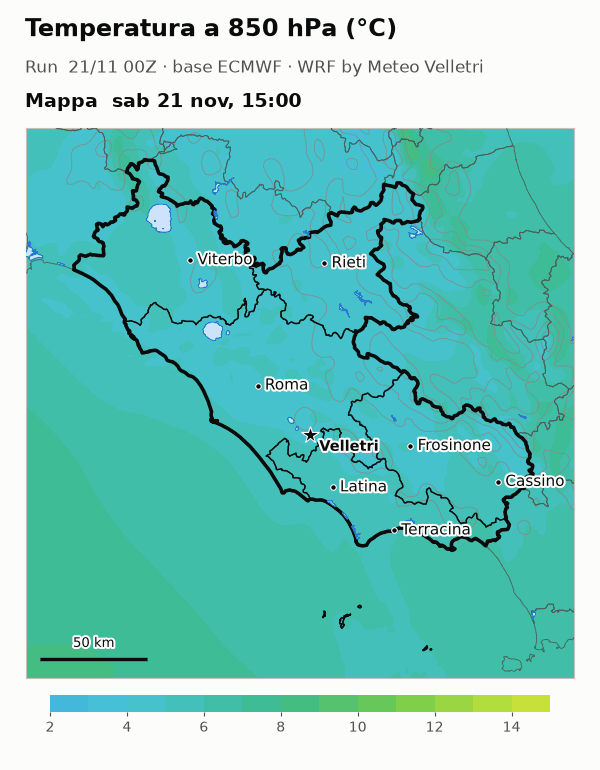 Temperatura a 850 hPa (°C)
Run  21/11 00Z · base ECMWF · WRF by Meteo Velletri
Mappa  sab 21 nov, 15:00
Viterbo
Rieti
Roma
Velletri
Frosinone
Cassino
Latina
Terracina
50 km
2 4 6 8 10 12 14